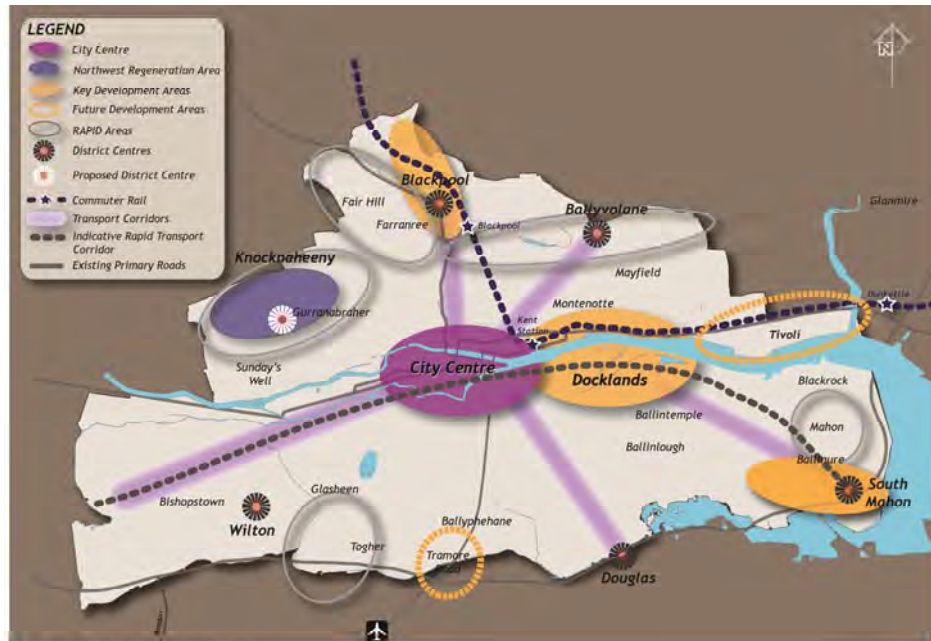 LEGEND
City Centre
Northwest Regeneration Area
Key Development Areas
Future Development Areas
RAPID Areas
District Centres
Proposed District Centre
Commuter Rail
Transport Corridors
Indicative Rapid Transport
Corridor
Existing Primary Roads
N
Blackpool
Fair Hill
Farranree
Blackpool
Ballyvolane
Glanmire
Knocknaheeny
Mayfield
Gurranabraher
Montenotte
Dunkettle
Kent
Station
Tivoli
Sunday's
Well
City Centre
Docklands
Blackrock
Ballintemple
Mahon
Ballinlough
Ballinure
Bishopstown
Glasheen
South
Mahon
Wilton
Ballyphehane
Togher
Tramore
Douglas